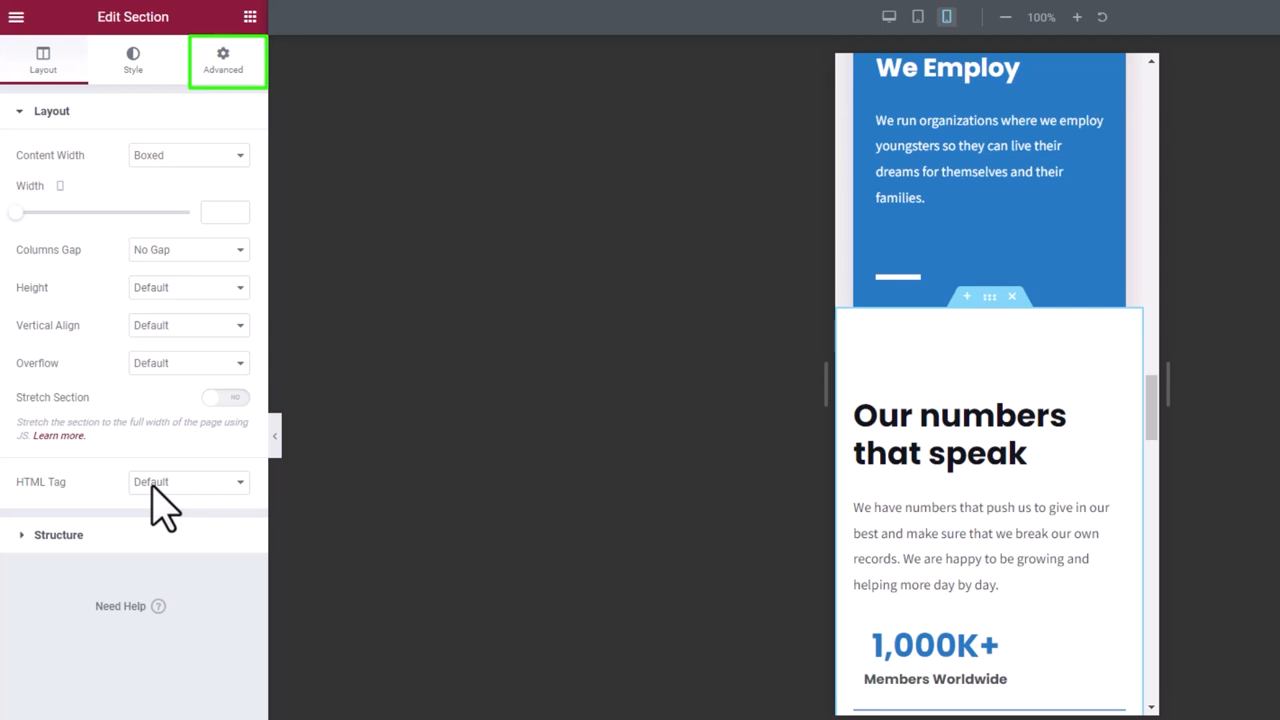 Edit Section
100%
Layout
Style
Advanced
Layout
Content Width
Boxed
Width
Columns Gap
No Gap
Height
Default
Vertical Align
Default
Overflow
Default
Stretch Section
NO
Stretch the section to the full width of the page using
JS. Learn more.
HTML Tag
Default
Structure
Need Help ?
We Employ
We run organizations where we employ
youngsters so they can live their
dreams for themselves and their
families.
Our numbers
that speak
We have numbers that push us to give in our
best and make sure that we break our own
records. We are happy to be growing and
helping more day by day.
1,000K+
Members Worldwide